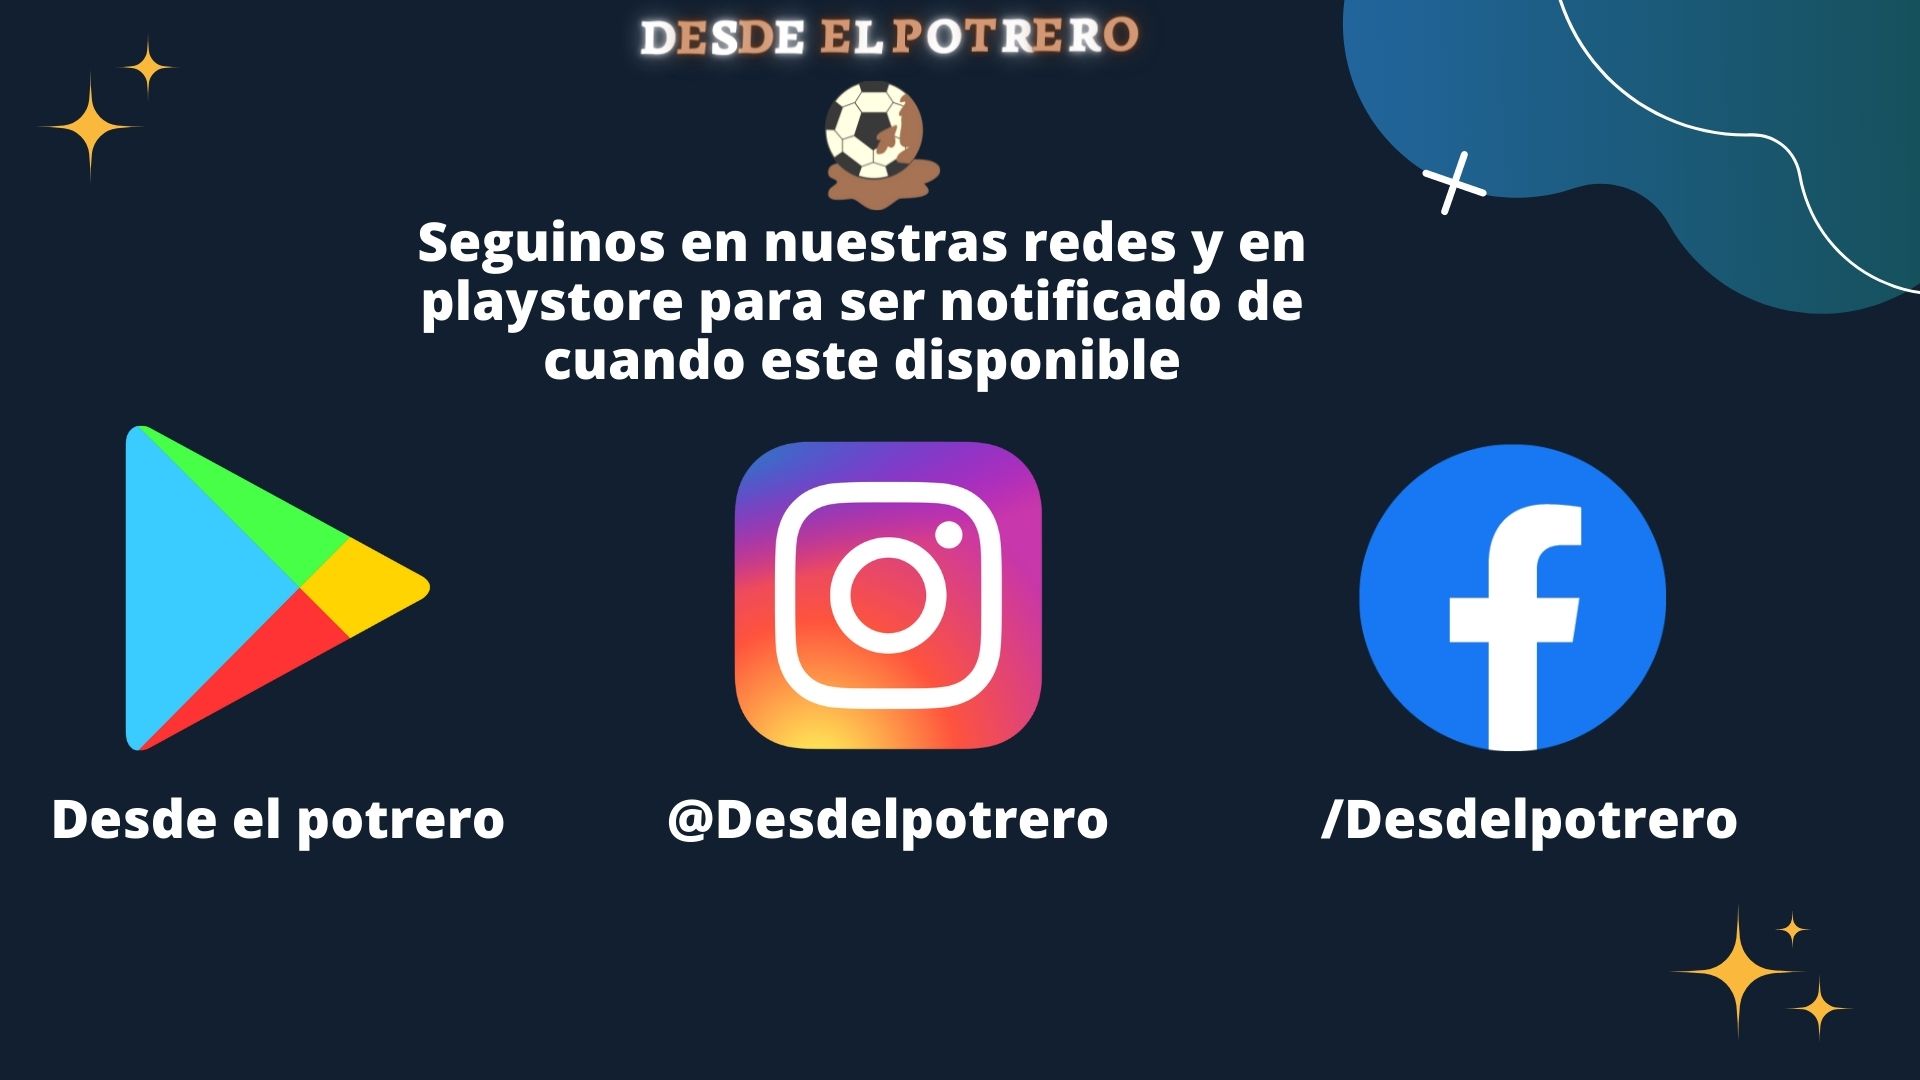 DESDE EL POTRERO
Seguinos en nuestras redes y en
playstore para ser notificado de
cuando este disponible
Desde el potrero
@Desdelpotrero
/Desdelpotrero